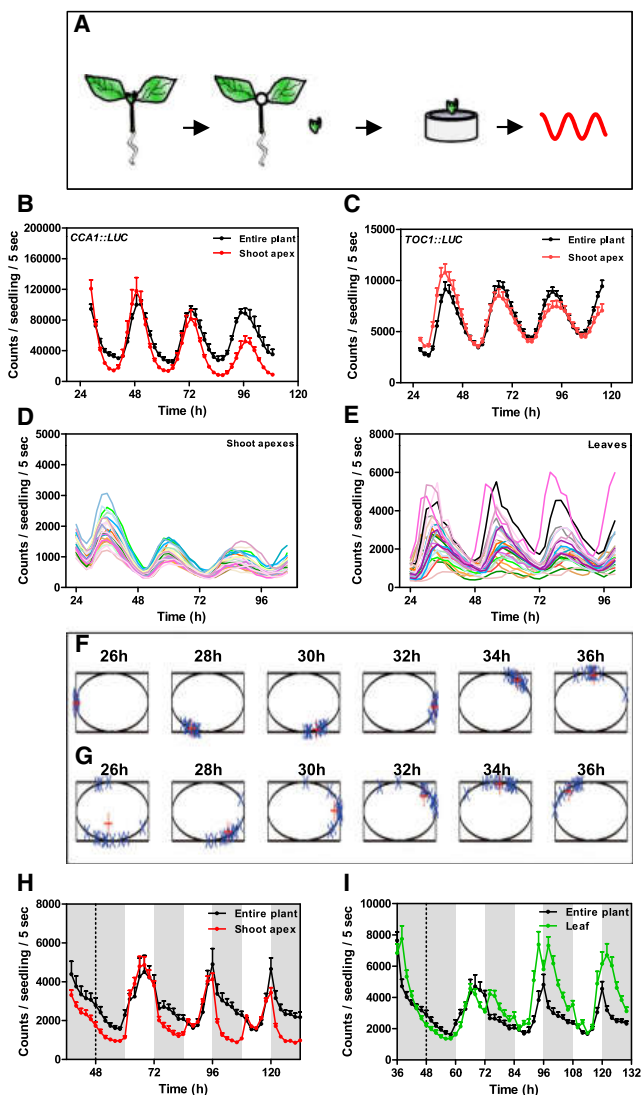 A
B
CCA1::LUC
Entire plant
Shoot apex
Counts / seedling / 5 sec
200000
160000
120000
80000
40000
0
24 48 72 96 120
Time (h)
C
TOC1::LUC
Entire plant
Shoot apex
Counts / seedling / 5 sec
15000
10000
5000
0
24 48 72 96 120
Time (h)
D
Shoot apexes
Counts / seedling / 5 sec
5000
4000
3000
2000
1000
0
24 48 72 96
Time (h)
E
Leaves
Counts / seedling / 5 sec
8000
6000
4000
2000
0
24 48 72 96
Time (h)
F
26h 28h 30h 32h 34h 36h
G
26h 28h 30h 32h 34h 36h
H
Entire plant
Shoot apex
Counts / seedling / 5 sec
8000
6000
4000
2000
0
48 72 96 120
Time (h)
I
Entire plant
Leaf
Counts / seedling / 5 sec
10000
8000
6000
4000
2000
0
36 48 60 72 84 96 108 120 132
Time (h)